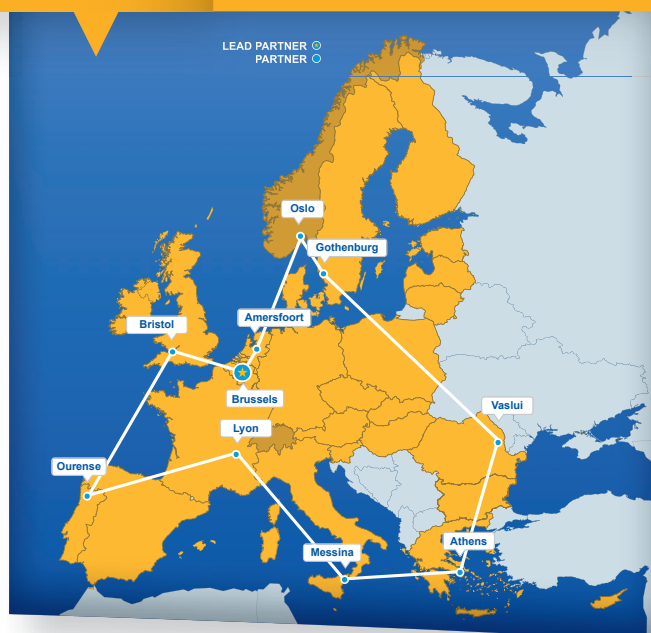 LEAD PARTNER
PARTNER
Oslo
Gothenburg
Amersfoort
Bristol
Brussels
Vaslui
Lyon
Ourense
Athens
Messina